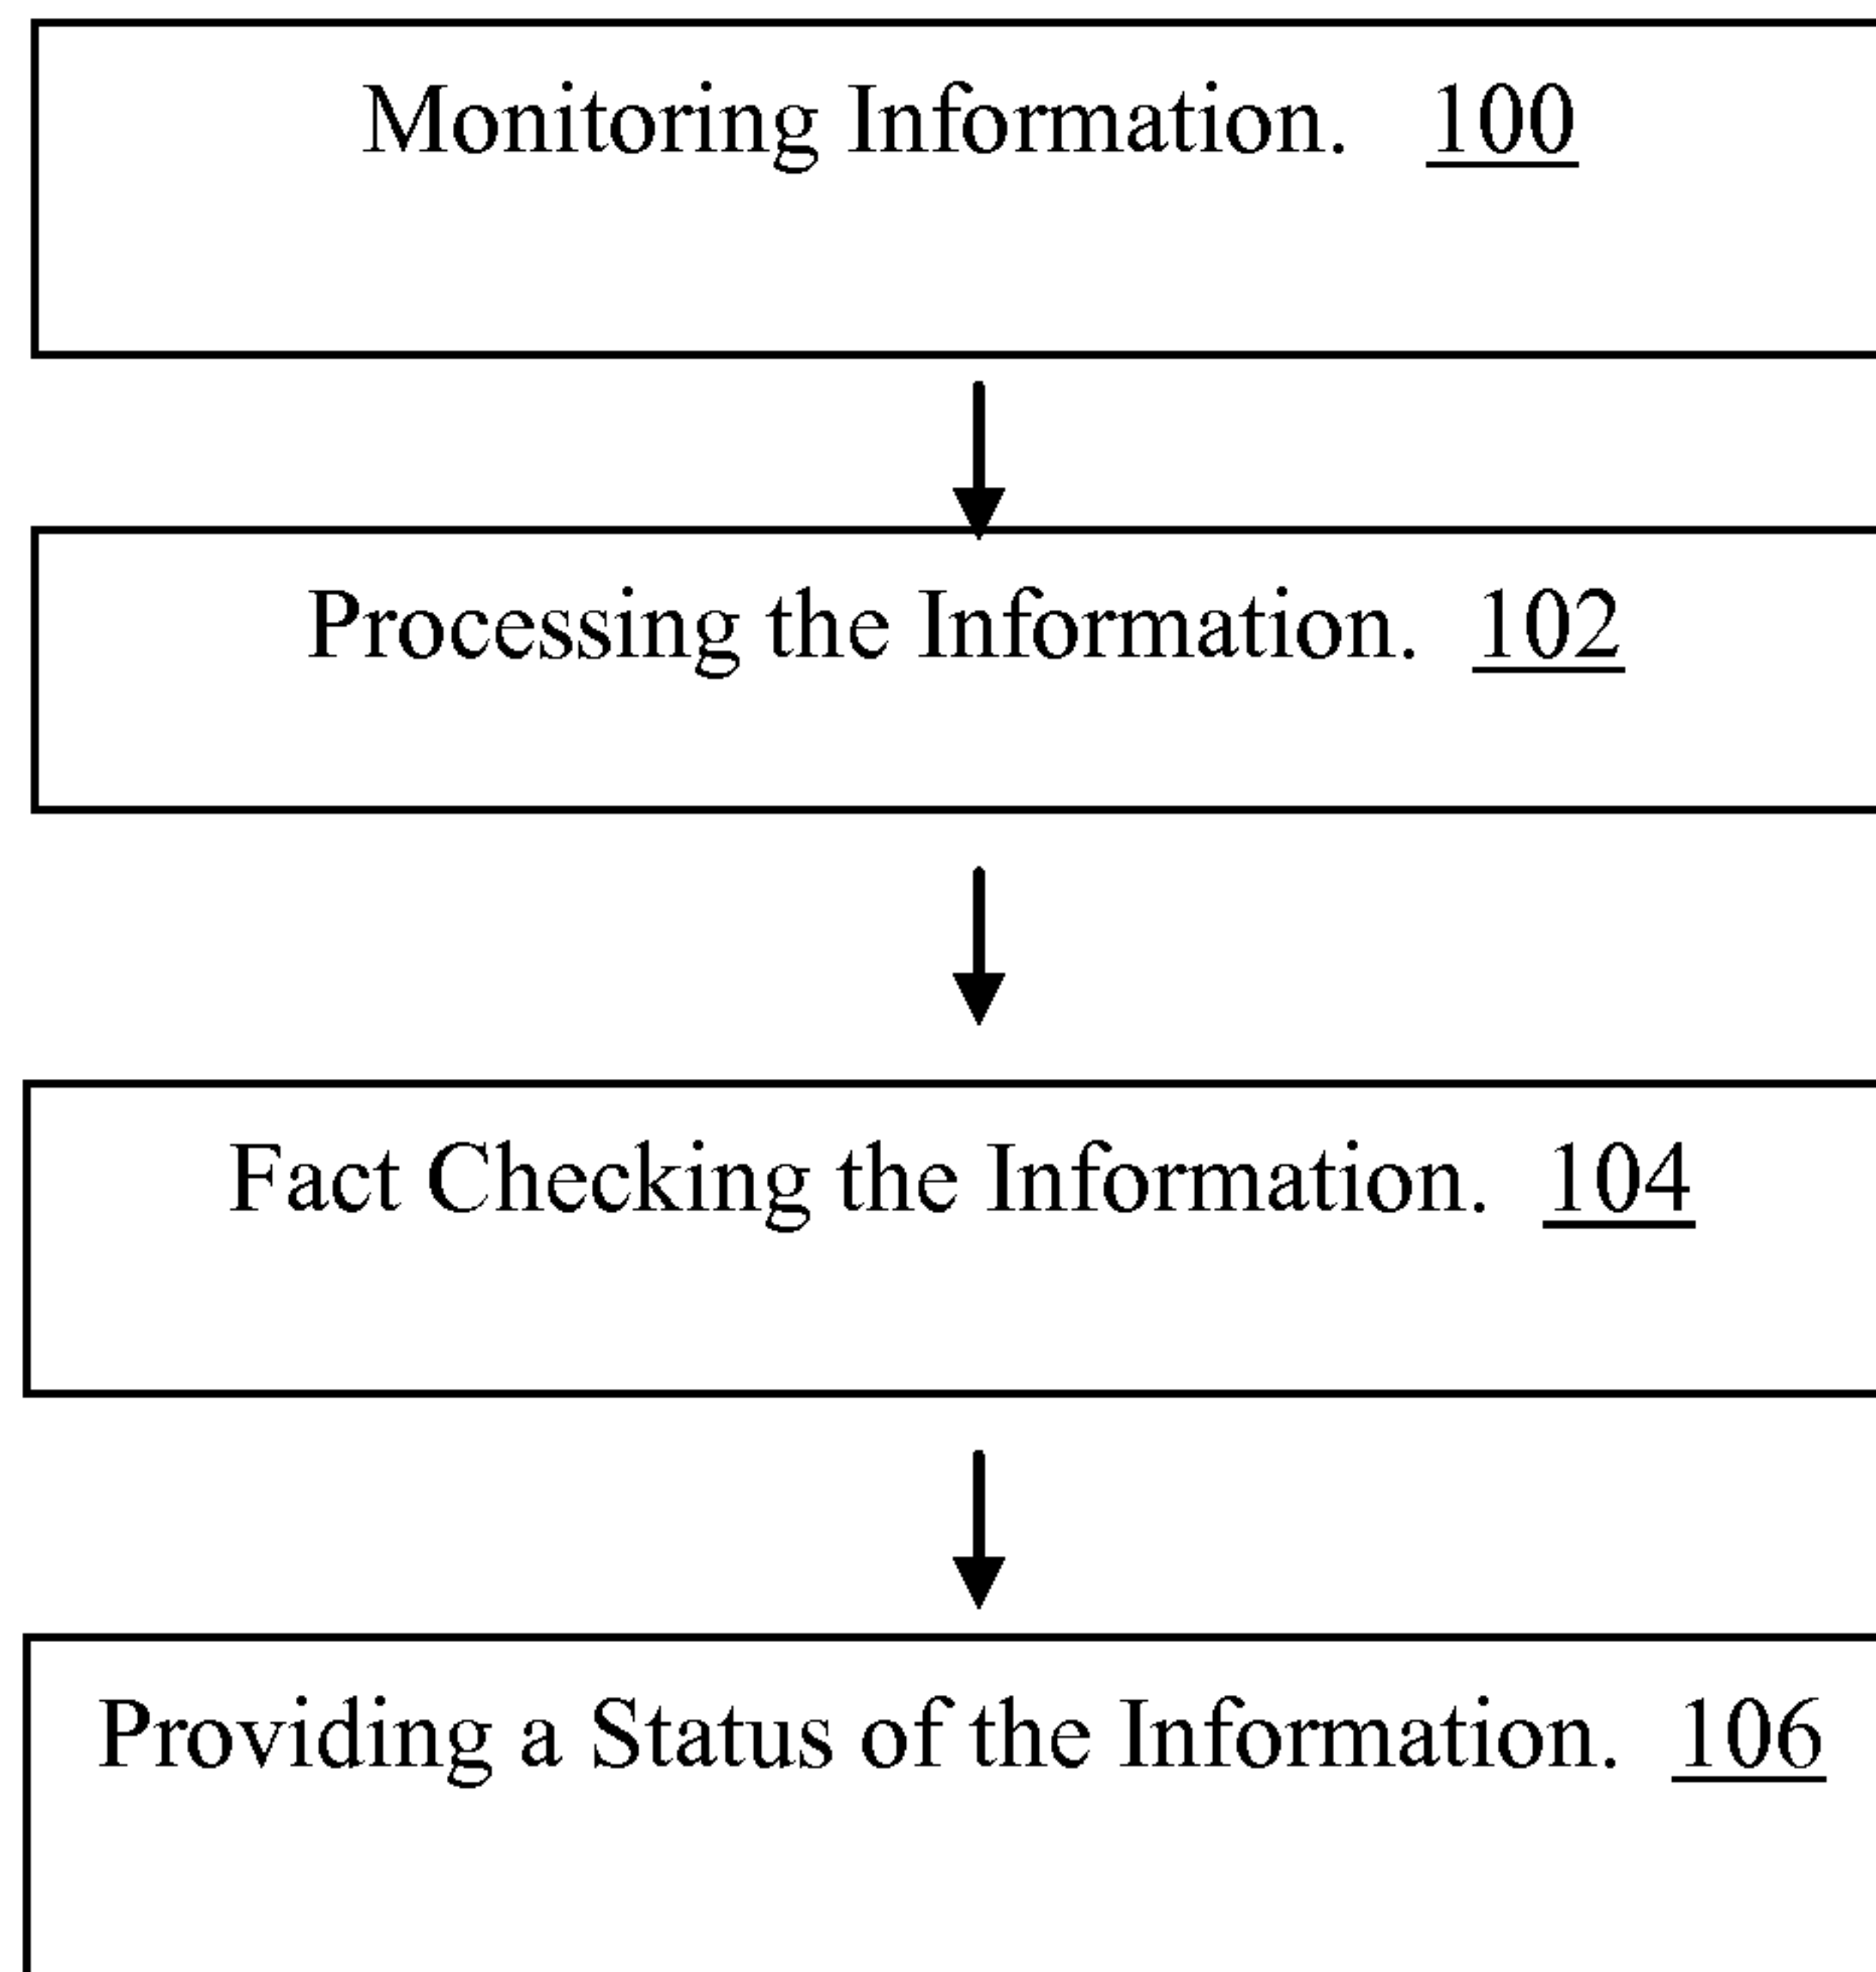 Monitoring Information. 100
Processing the Information. 102
Fact Checking the Information. 104
Providing a Status of the Information. 106